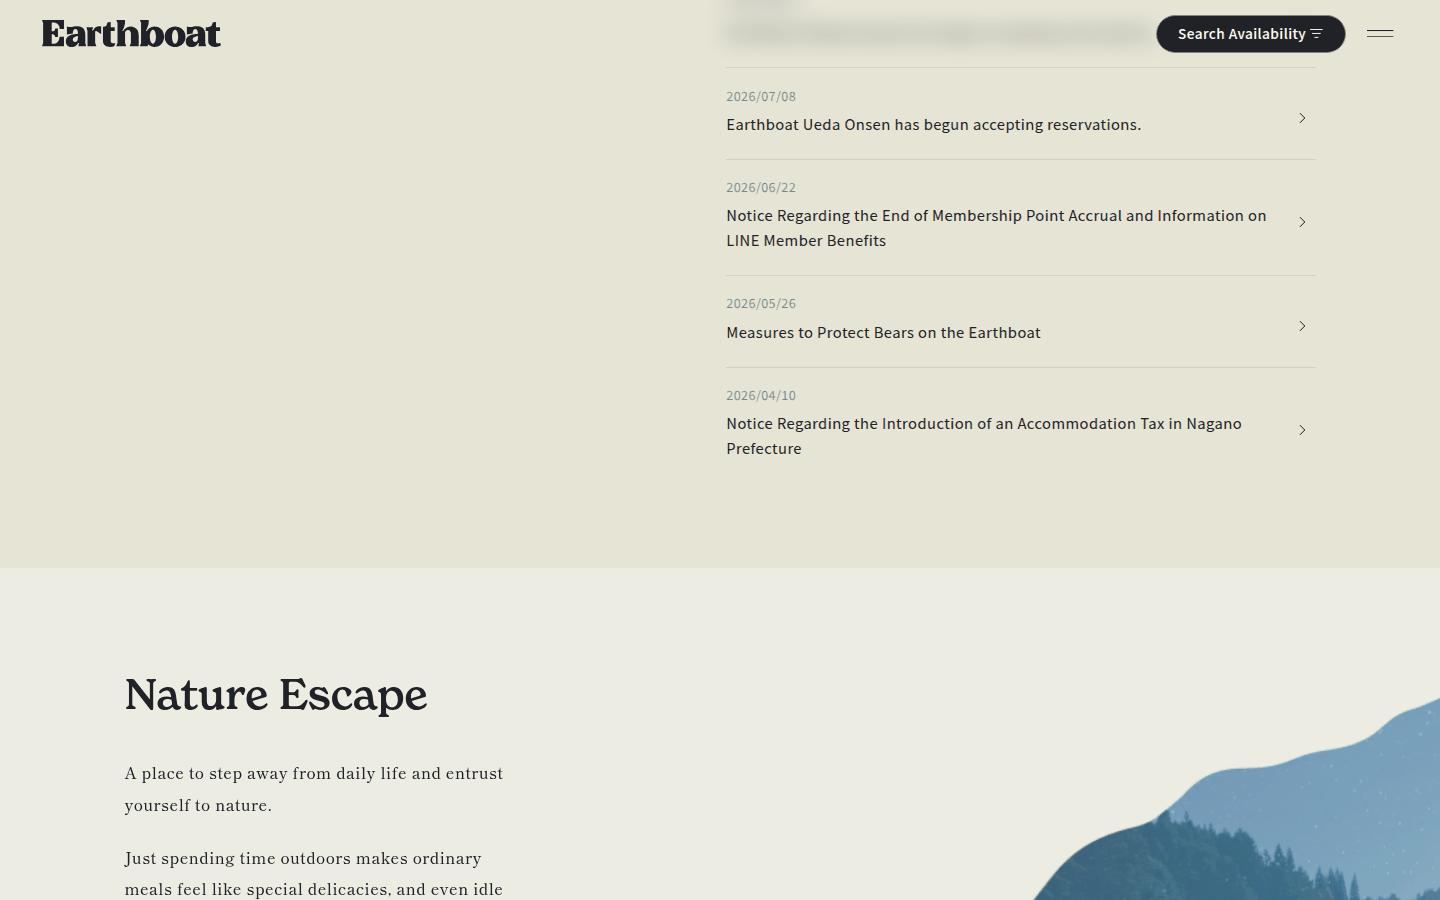 Earthboat
Search Availability
2026/07/08
Earthboat Ueda Onsen has begun accepting reservations.
2026/06/22
Notice Regarding the End of Membership Point Accrual and Information on
LINE Member Benefits
2026/05/26
Measures to Protect Bears on the Earthboat
2026/04/10
Notice Regarding the Introduction of an Accommodation Tax in Nagano
Prefecture
Nature Escape
A place to step away from daily life and entrust
yourself to nature.
Just spending time outdoors makes ordinary
meals feel like special delicacies, and even idle